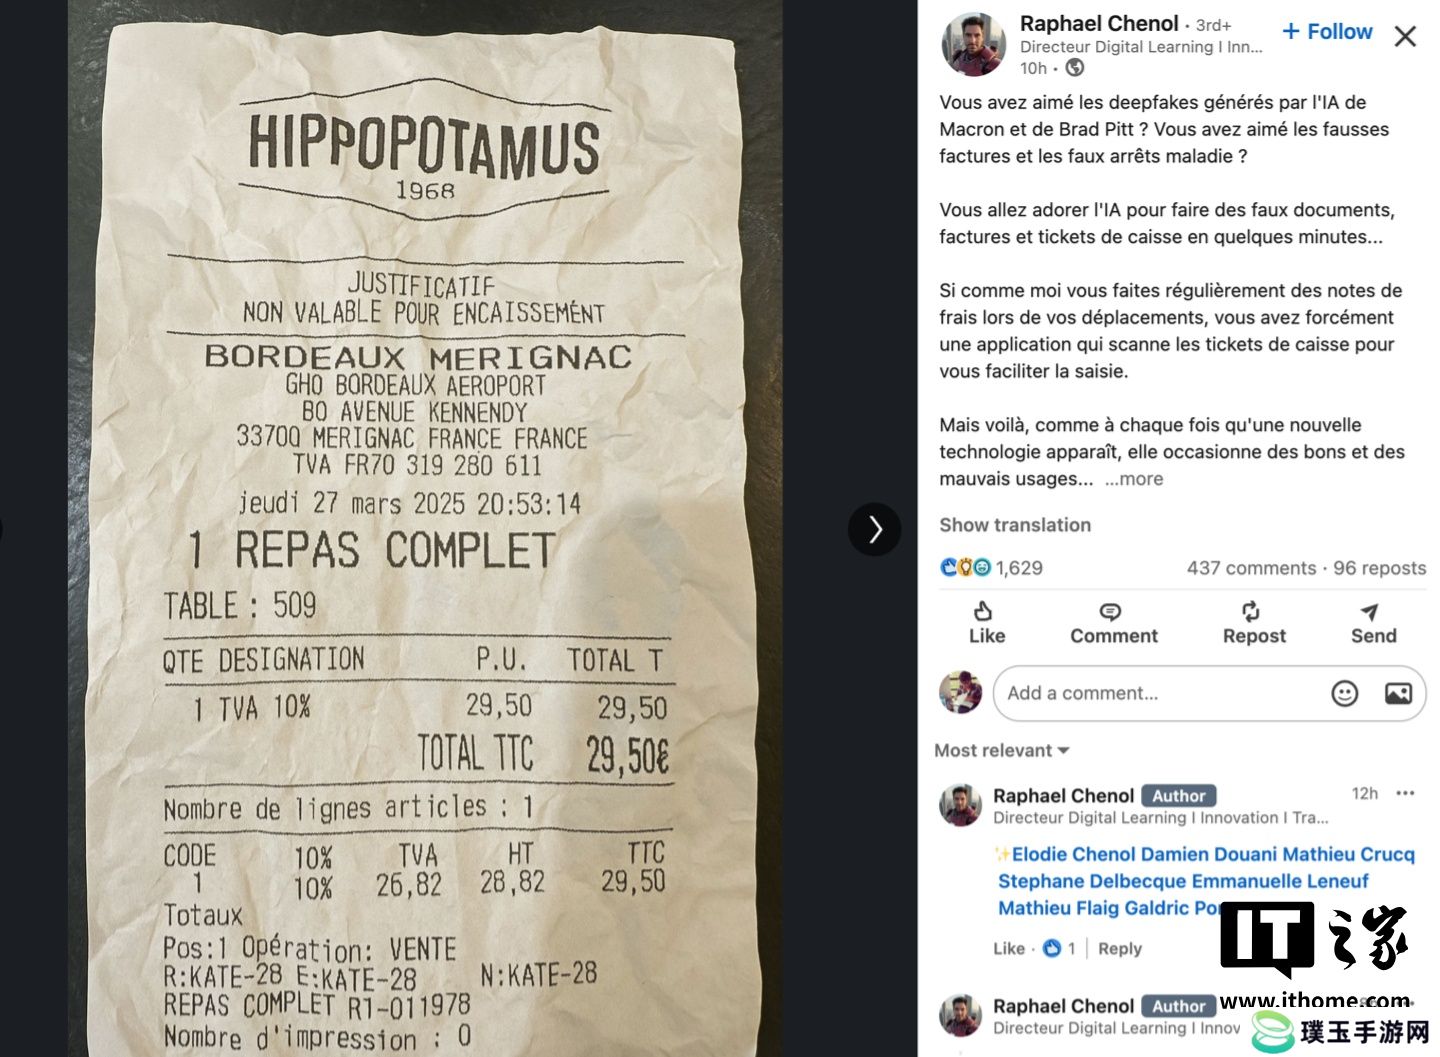 HIPPOPOTAMUS
1968
JUSTIFICATIF
NON VALABLE POUR ENCAISSEMÉNT
BORDEAUX MERIGNAC
GHO BORDEAUX AEROPORT
BO AVENUE KENNENDY
33700 MERIGNAC FRANCE FRANCE
TVA FR70 319 280 611
jeudi 27 mars 2025 20:53:14
1 REPAS COMPLET
TABLE : 509
QTE DESIGNATION P.U. TOTAL T
1 TVA 10% 29,50 29,50
TOTAL TTC 29,50€
Nombre de lignes articles : 1
CODE 10% TVA HT TTC
1 10% 26,82 28,82 29,50
Totaux
Pos:1 Opération: VENTE
R:KATE-28 E:KATE-28 N:KATE-28
REPAS COMPLET R1-011978
Nombre d'impression : 0
Raphael Chenol · 3rd+
Directeur Digital Learning I Inn...
10h ·
+ Follow
Vous avez aimé les deepfakes générés par l'IA de
Macron et de Brad Pitt ? Vous avez aimé les fausses
factures et les faux arrêts maladie ?
Vous allez adorer l'IA pour faire des faux documents,
factures et tickets de caisse en quelques minutes...
Si comme moi vous faites régulièrement des notes de
frais lors de vos déplacements, vous avez forcément
une application qui scanne les tickets de caisse pour
vous faciliter la saisie.
Mais voilà, comme à chaque fois qu'une nouvelle
technologie apparaît, elle occasionne des bons et des
mauvais usages... ...more
Show translation
1,629 437 comments · 96 reposts
Like Comment Repost Send
Add a comment...
Most relevant
Raphael Chenol Author 12h
Directeur Digital Learning I Innovation I Tra...
✨Elodie Chenol Damien Douani Mathieu Crucq
Stephane Delbecque Emmanuelle Leneuf
Mathieu Flaig Galdric
Like · 1 | Reply
IT之家
www.ithome.com
Raphael Chenol Author
Directeur Digital Learning I
璞玉手游网